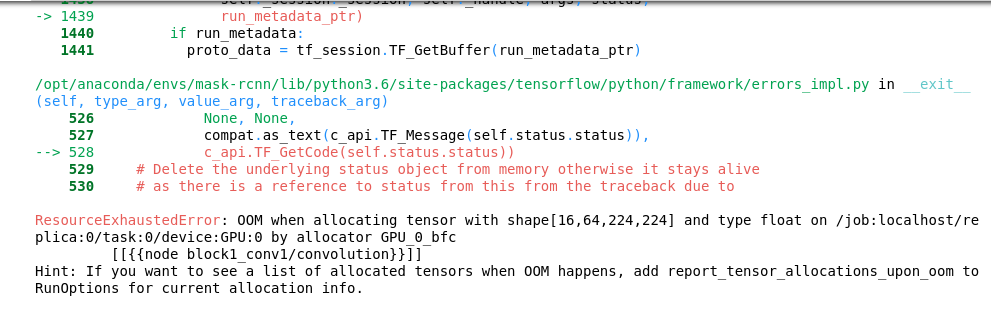 -> 1439               run_metadata_ptr)
   1440         if run_metadata:
   1441           proto_data = tf_session.TF_GetBuffer(run_metadata_ptr)
/opt/anaconda/envs/mask-rcnn/lib/python3.6/site-packages/tensorflow/python/framework/errors_impl.py in __exit__
(self, type_arg, value_arg, traceback_arg)
    526             None, None,
    527             compat.as_text(c_api.TF_Message(self.status.status)),
--> 528             c_api.TF_GetCode(self.status.status))
    529     # Delete the underlying status object from memory otherwise it stays alive
    530     # as there is a reference to status from this from the traceback due to
ResourceExhaustedError: OOM when allocating tensor with shape[16,64,224,224] and type float on /job:localhost/re
plica:0/task:0/device:GPU:0 by allocator GPU_0_bfc
         [[{{node block1_conv1/convolution}}]]
Hint: If you want to see a list of allocated tensors when OOM happens, add report_tensor_allocations_upon_oom to
RunOptions for current allocation info.